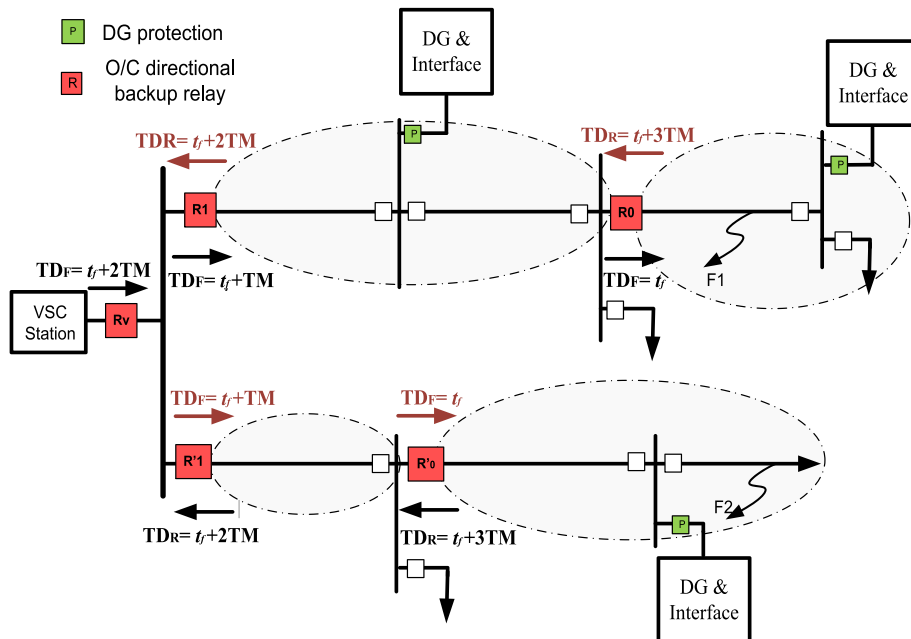 P DG protection
R O/C directional
backup relay
DG &
Interface
DG &
Interface
TDR= tf+2TM
P
TDR= tf+3TM
P
R1
R0
TDF= tf+2TM
TDF= tf+TM
TDF= tf
F1
VSC
Station
Rv
TDF= tf+TM
TDF= tf
R'1
R'0
F2
TDR= tf+2TM
TDR= tf+3TM
P
DG &
Interface